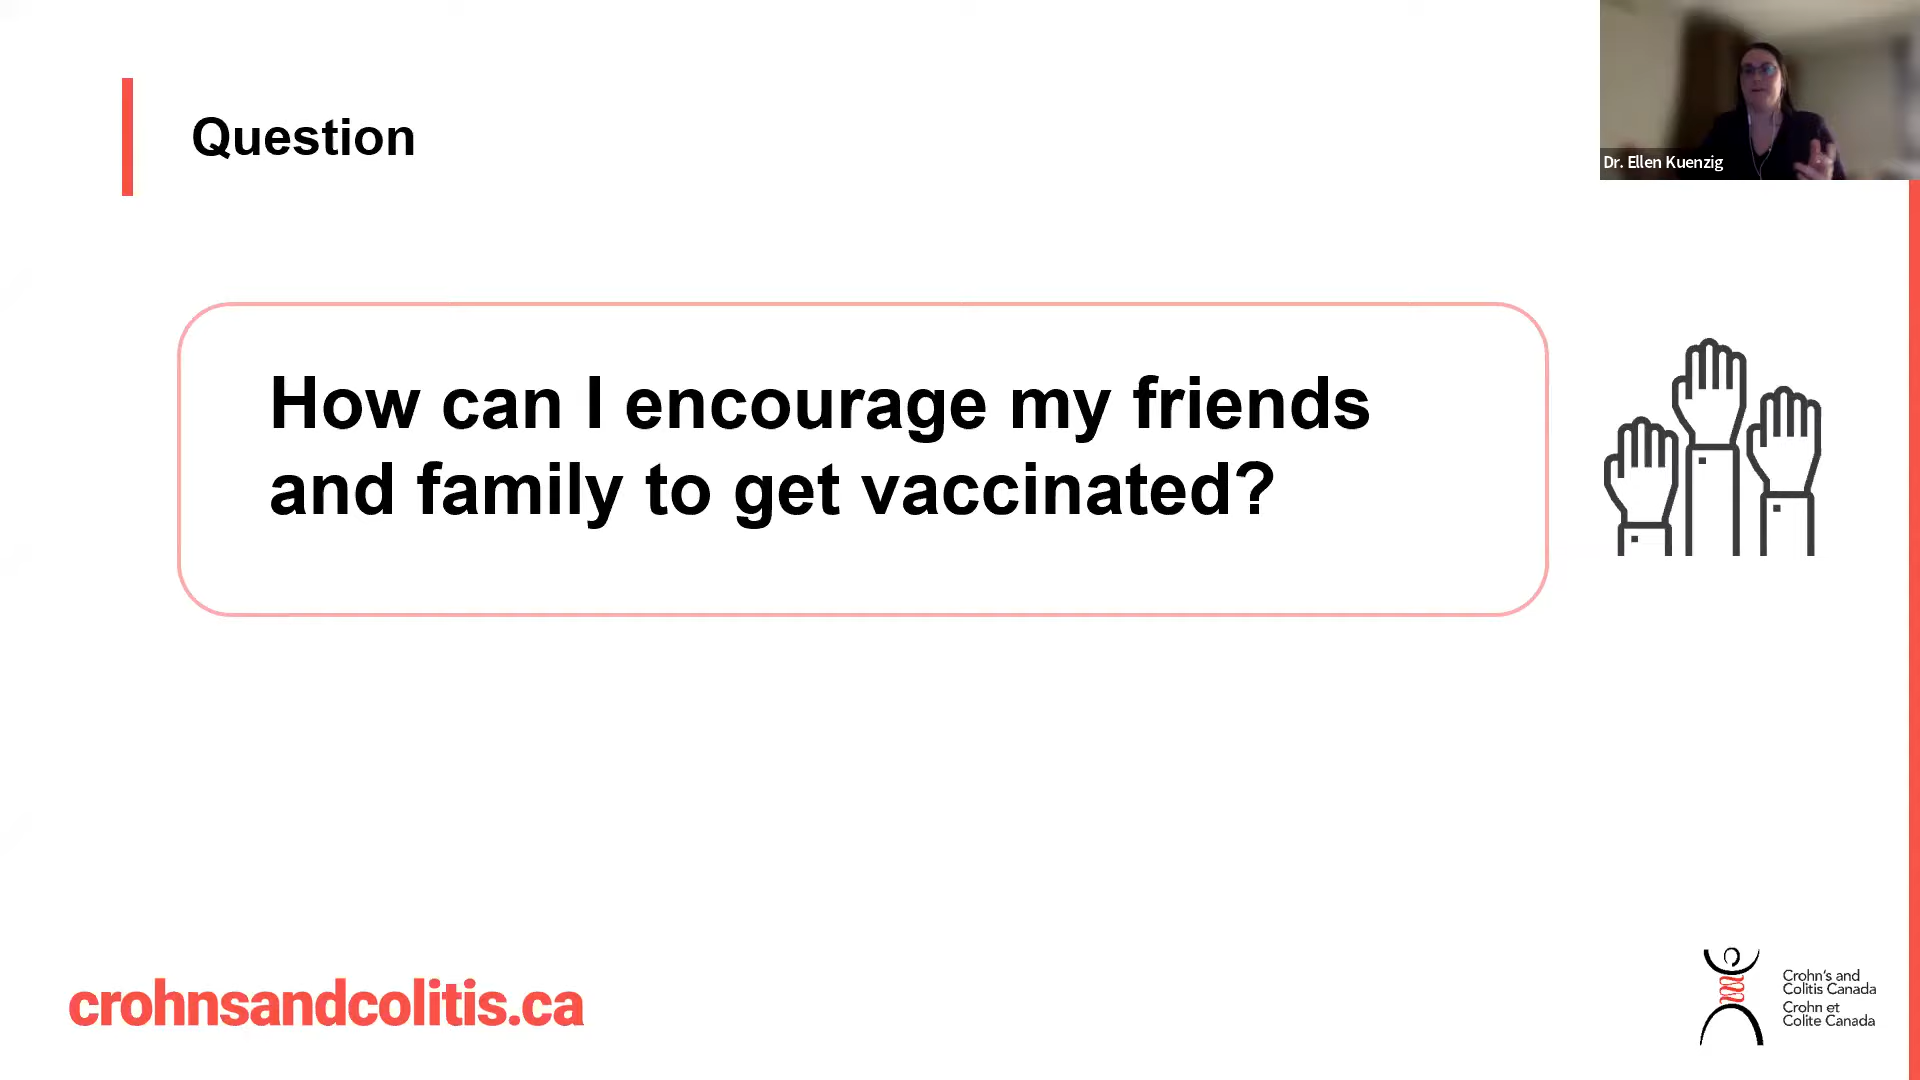 Question
Dr. Ellen Kuenzig
How can I encourage my friends
and family to get vaccinated?
crohnsandcolitis.ca
Crohn's and
Colitis Canada
Crohn et
Colite Canada